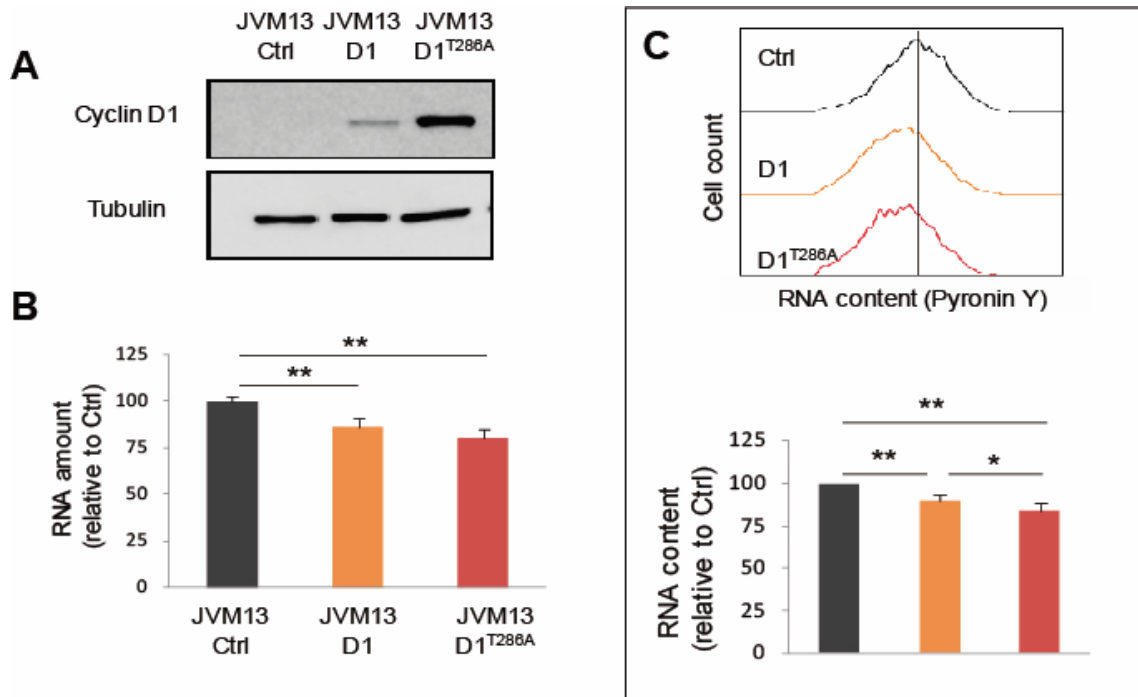 A
JVM13 JVM13 JVM13
Ctrl D1 D1T286A
Cyclin D1
Tubulin
B
RNA amount
(relative to Ctrl)
125
100
75
50
25
0
**
**
JVM13 JVM13 JVM13
Ctrl D1 D1T286A
C
Cell count
Ctrl
D1
D1T286A
RNA content (Pyronin Y)
RNA content
(relative to Ctrl)
125
100
75
50
25
0
**
** *